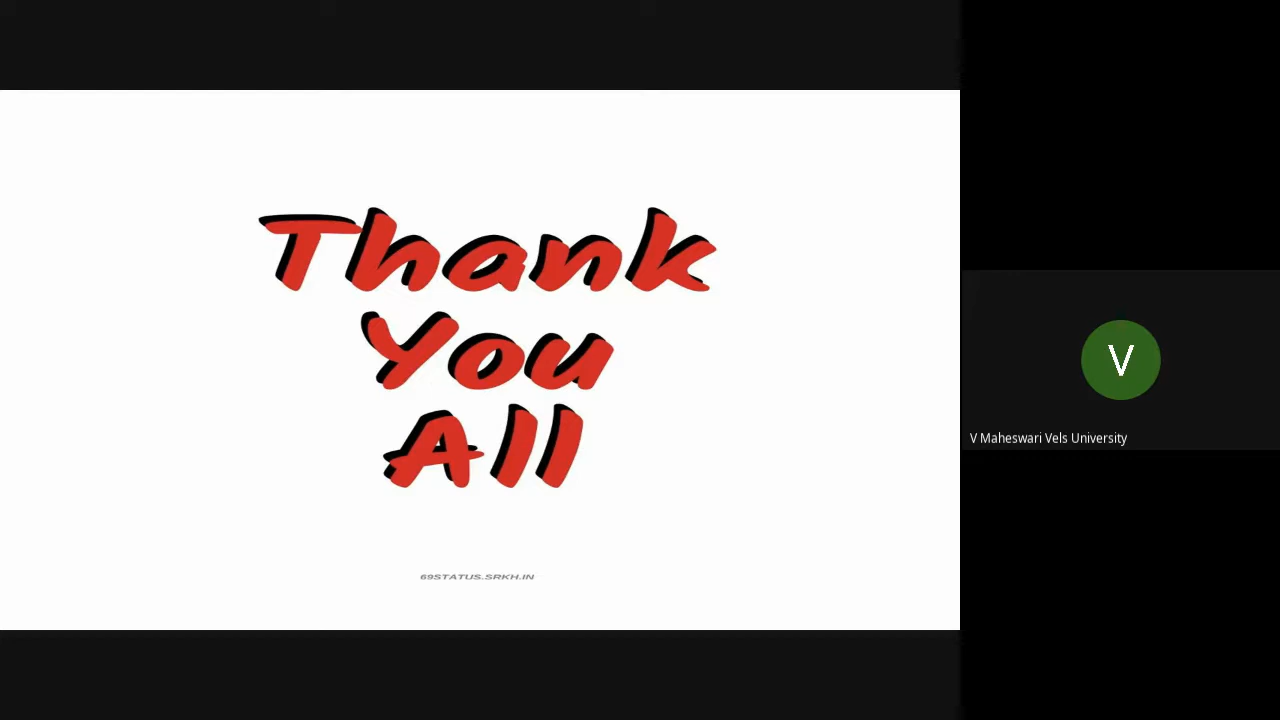 Thank
You
All
69STATUS.SRKH.IN
V
V Maheswari Vels University